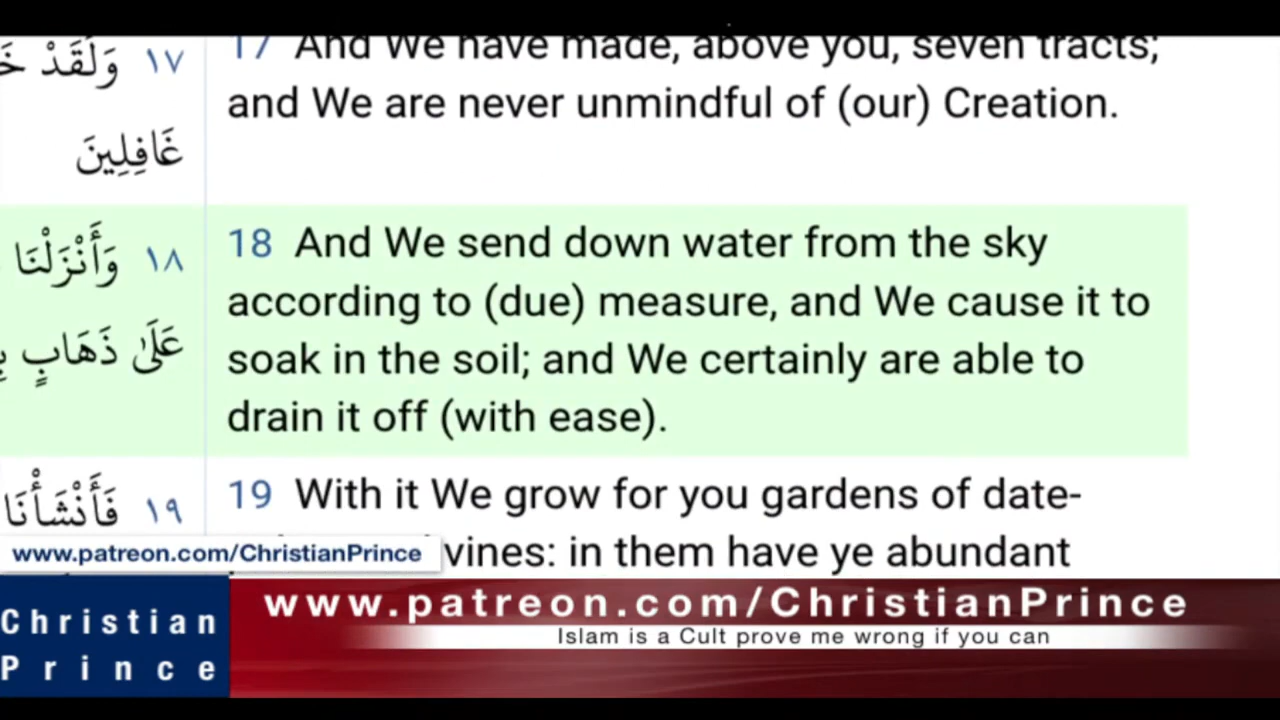 وَلَقَدْ ١٧
غَافِلِينَ
17 And We have made, above you, seven tracts;
and We are never unmindful of (our) Creation.
وَأَنْزَلْنَا ١٨
عَلَىٰ ذَهَابٍ
18 And We send down water from the sky
according to (due) measure, and We cause it to
soak in the soil; and We certainly are able to
drain it off (with ease).
فَأَنْشَأْنَا ١٩
19 With it We grow for you gardens of date-
vines: in them have ye abundant
www.patreon.com/ChristianPrince
Christian
Prince
www.patreon.com/ChristianPrince
Islam is a Cult prove me wrong if you can